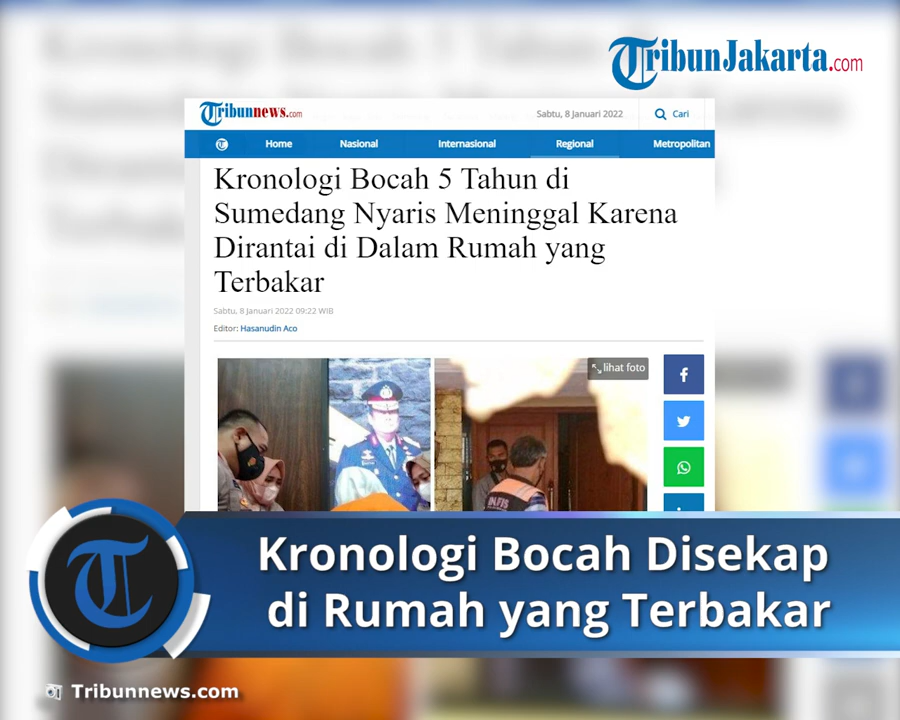 TribunJakarta.com
Tribunnews.com
Sabtu, 8 Januari 2022
Cari
Home
Nasional
Internasional
Regional
Metropolitan
Kronologi Bocah 5 Tahun di
Sumedang Nyaris Meninggal Karena
Dirantai di Dalam Rumah yang
Terbakar
Sabtu, 8 Januari 2022 09:22 WIB
Editor: Hasanudin Aco
lihat foto
Kronologi Bocah Disekap
di Rumah yang Terbakar
Tribunnews.com